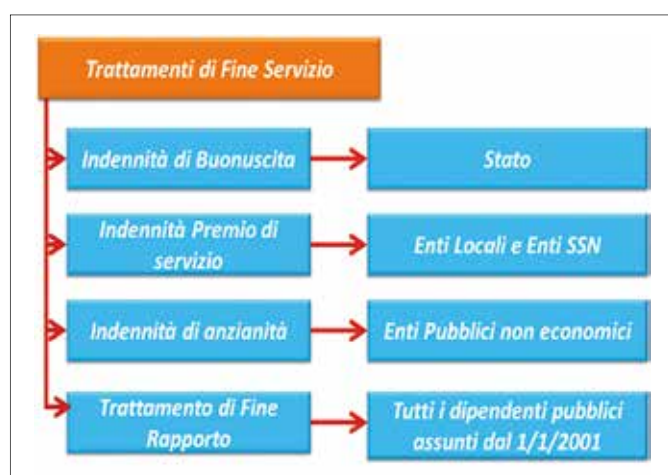 Trattamenti di Fine Servizio
Indennità di Buonuscita
Stato
Indennità Premio di
servizio
Enti Locali e Enti SSN
Indennità di anzianità
Enti Pubblici non economici
Trattamento di Fine
Rapporto
Tutti i dipendenti pubblici
assunti dal 1/1/2001